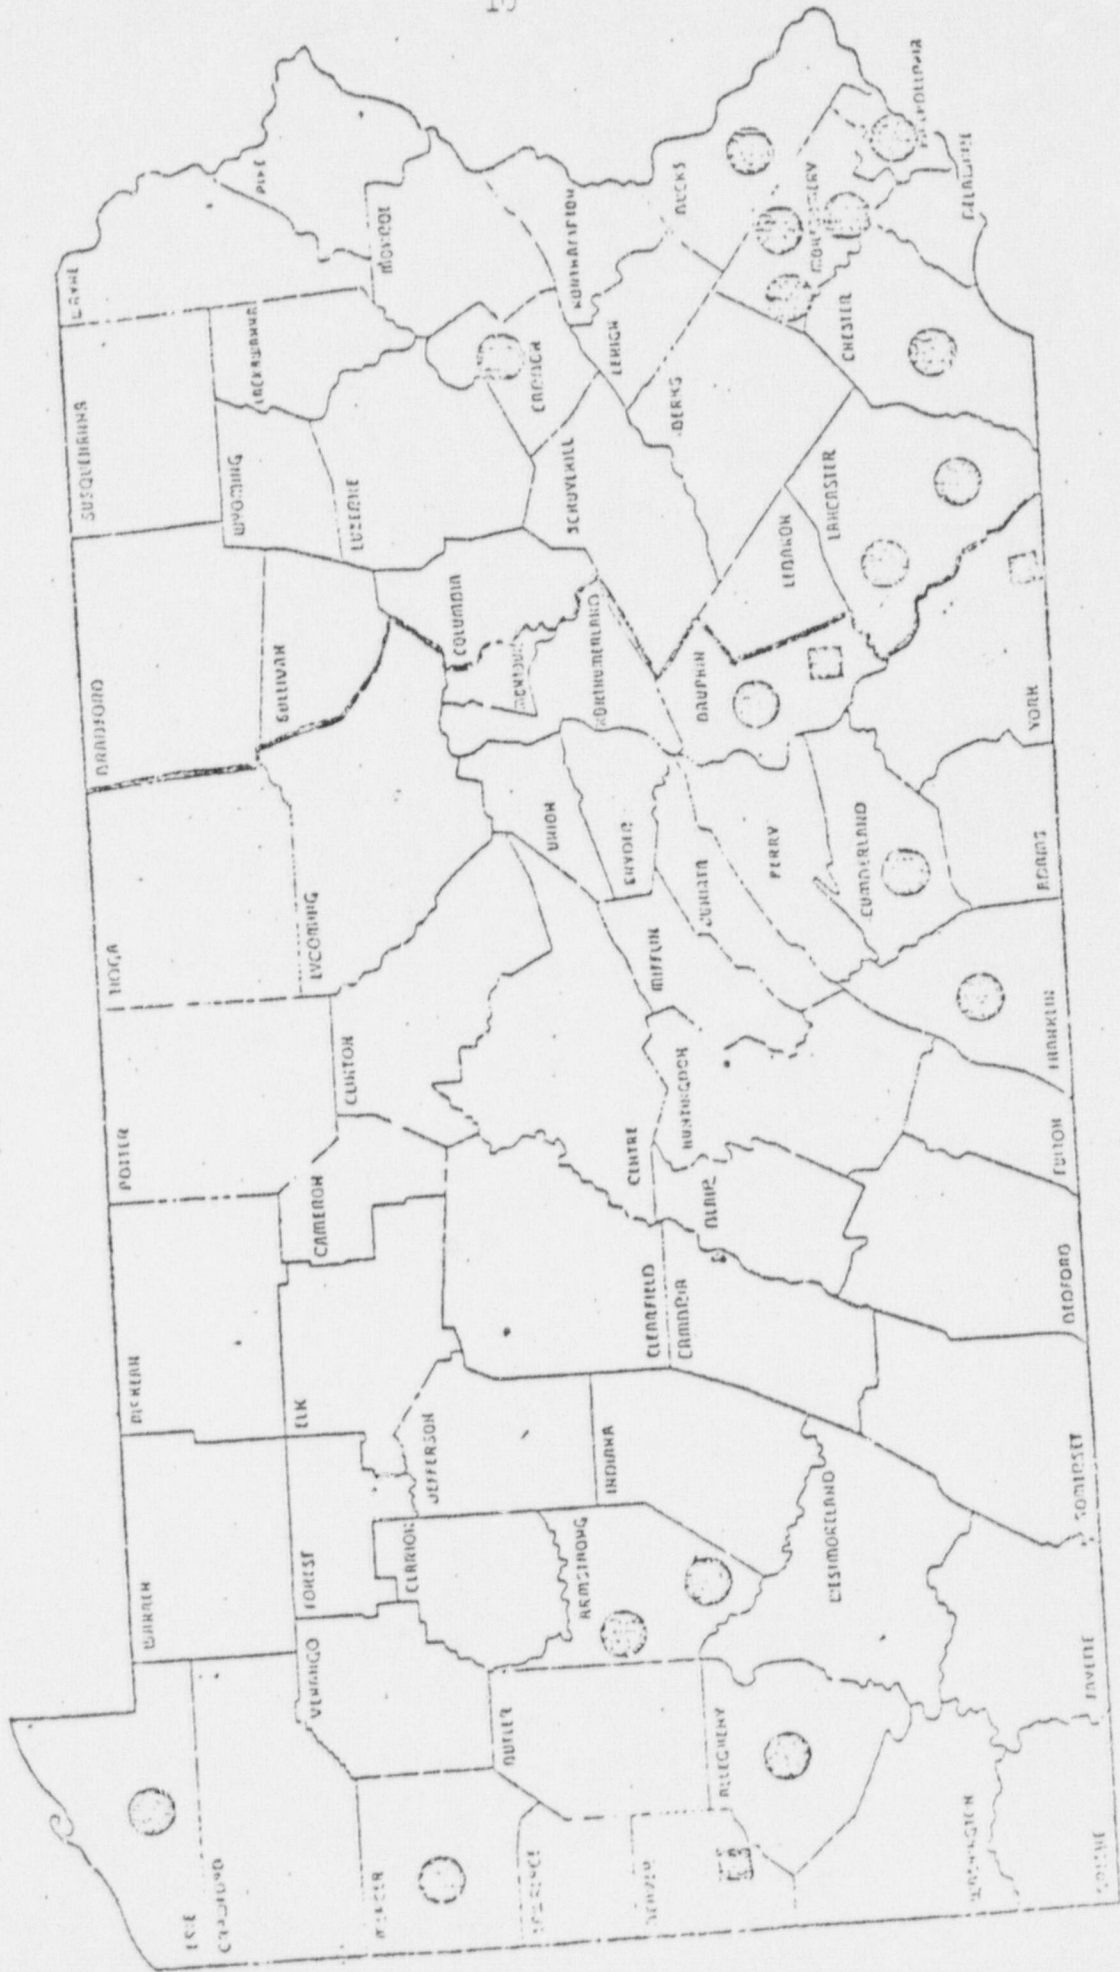 ERIE
CRAWFORD
WARREN
McKEAN
POTTER
TIOGA
BRADFORD
SUSQUEHANNA
WAYNE
VENANGO
FOREST
ELK
CAMERON
CLINTON
LYCOMING
SULLIVAN
WYOMING
LACKAWANNA
PIKE
MERCER
CLARION
JEFFERSON
COLUMBIA
LUZERNE
MONROE
LAWRENCE
BUTLER
ARMSTRONG
INDIANA
CLEARFIELD
CENTRE
UNION
MONTOUR
NORTHUMBERLAND
SCHUYLKILL
CARBON
NORTHAMPTON
BEAVER
ALLEGHENY
CAMBRIA
BLAIR
HUNTINGDON
MIFFLIN
SNYDER
JUNIATA
PERRY
DAUPHIN
LEBANON
BERKS
LEHIGH
BUCKS
WESTMORELAND
CUMBERLAND
LANCASTER
CHESTER
MONTGOMERY
PHILADELPHIA
DELAWARE
WASHINGTON
GREENE
FAYETTE
SOMERSET
BEDFORD
FULTON
FRANKLIN
ADAMS
YORK